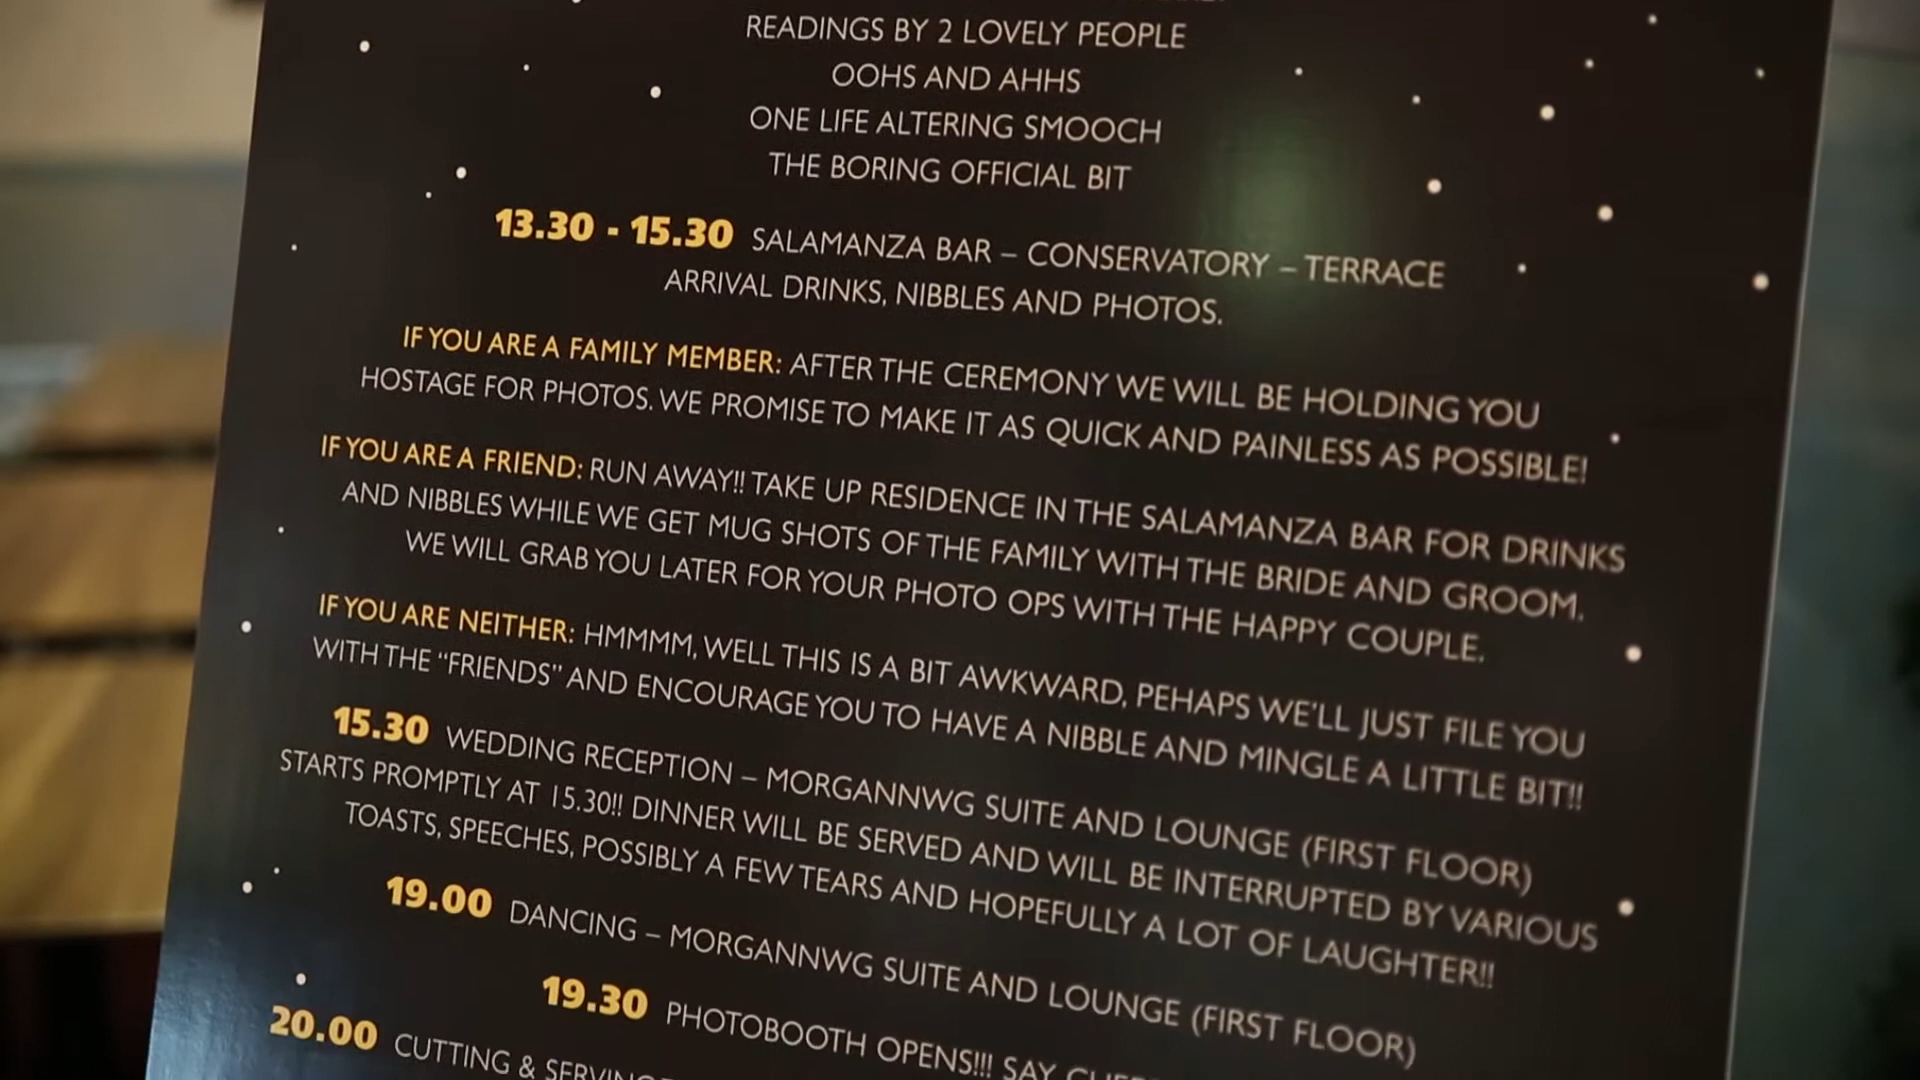 READINGS BY 2 LOVELY PEOPLE
OOHS AND AHHS
ONE LIFE ALTERING SMOOCH
THE BORING OFFICIAL BIT
13.30 - 15.30 SALAMANZA BAR – CONSERVATORY – TERRACE
ARRIVAL DRINKS, NIBBLES AND PHOTOS.
IF YOU ARE A FAMILY MEMBER: AFTER THE CEREMONY WE WILL BE HOLDING YOU
HOSTAGE FOR PHOTOS. WE PROMISE TO MAKE IT AS QUICK AND PAINLESS AS POSSIBLE!
IF YOU ARE A FRIEND: RUN AWAY!! TAKE UP RESIDENCE IN THE SALAMANZA BAR FOR DRINKS
AND NIBBLES WHILE WE GET MUG SHOTS OF THE FAMILY WITH THE BRIDE AND GROOM.
WE WILL GRAB YOU LATER FOR YOUR PHOTO OPS WITH THE HAPPY COUPLE.
IF YOU ARE NEITHER: HMMMM, WELL THIS IS A BIT AWKWARD, PEHAPS WE'LL JUST FILE YOU
WITH THE "FRIENDS" AND ENCOURAGE YOU TO HAVE A NIBBLE AND MINGLE A LITTLE BIT!!
15.30 WEDDING RECEPTION – MORGANNWG SUITE AND LOUNGE (FIRST FLOOR)
STARTS PROMPTLY AT 15.30!! DINNER WILL BE SERVED AND WILL BE INTERRUPTED BY VARIOUS
TOASTS, SPEECHES, POSSIBLY A FEW TEARS AND HOPEFULLY A LOT OF LAUGHTER!!
19.00 DANCING – MORGANNWG SUITE AND LOUNGE (FIRST FLOOR)
19.30 PHOTOBOOTH OPENS!!! SAY
20.00 CUTTING &